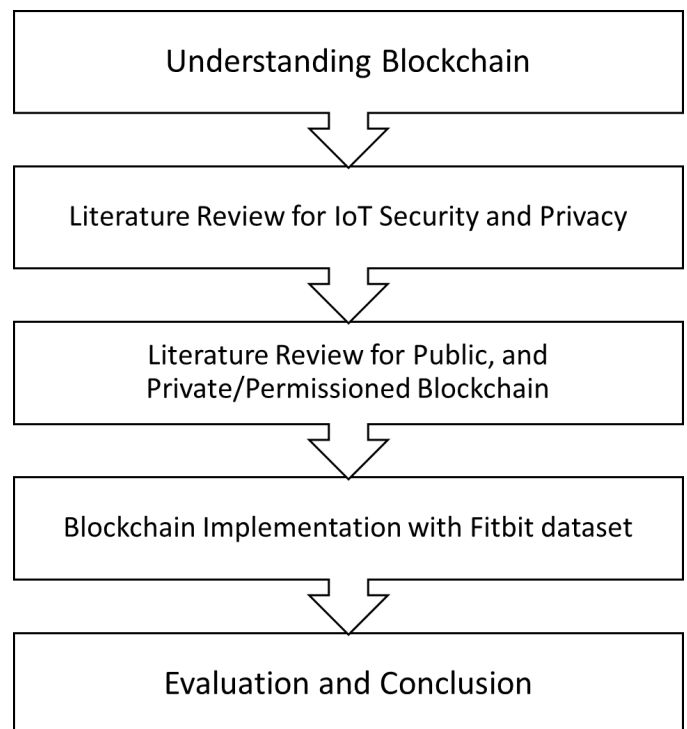 Understanding Blockchain
Literature Review for IoT Security and Privacy
Literature Review for Public, and
Private/Permissioned Blockchain
Blockchain Implementation with Fitbit dataset
Evaluation and Conclusion